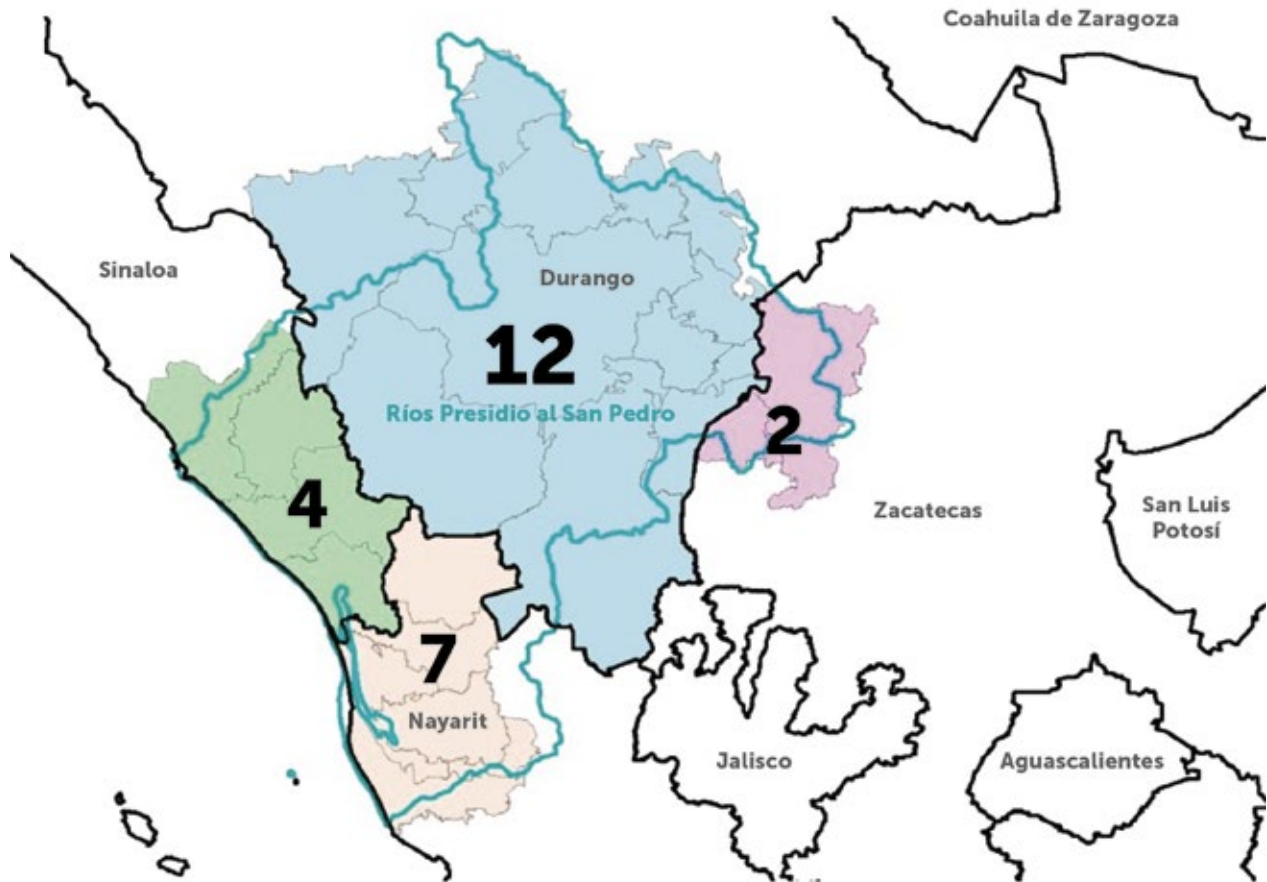 Coahuila de Zaragoza
Sinaloa
Durango
12
Ríos Presidio al San Pedro
2
4
Zacatecas
San Luis
Potosí
7
Nayarit
Jalisco
Aguascalientes